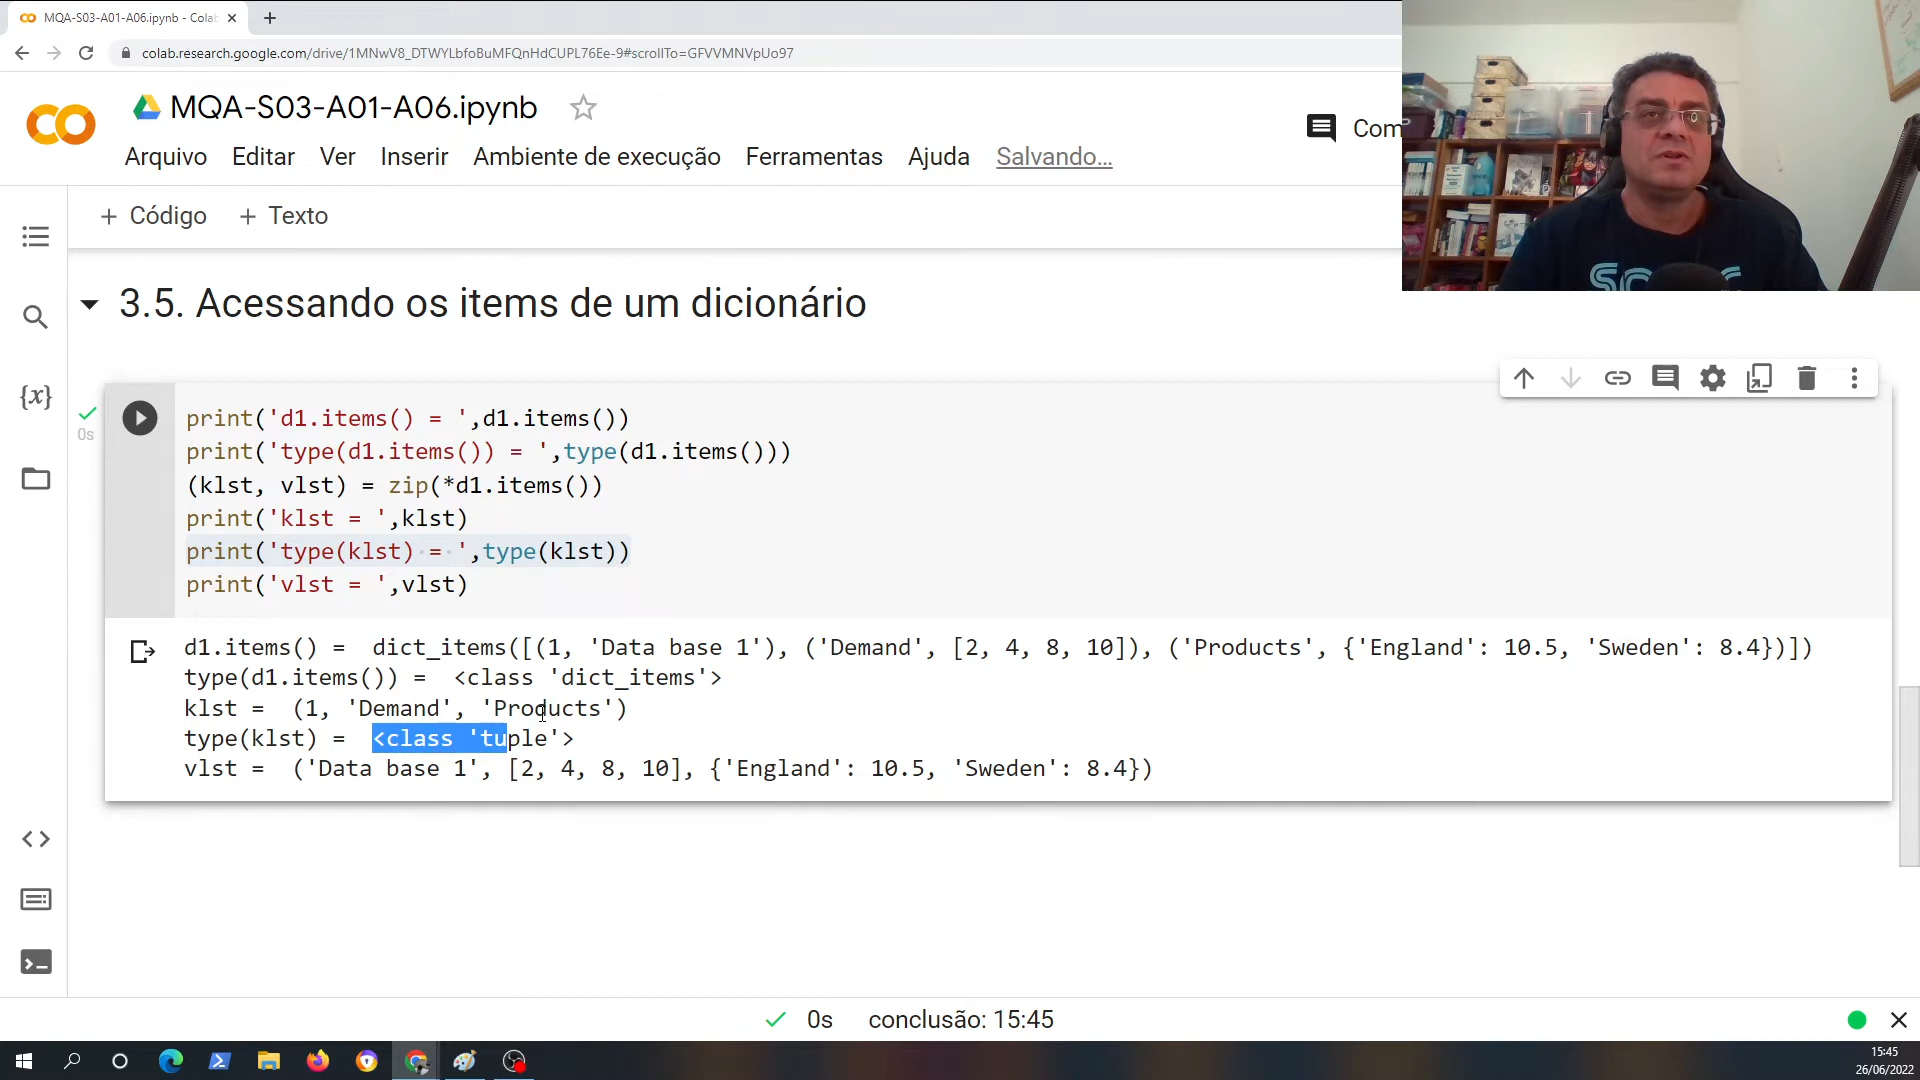 MQA-S03-A01-A06.ipynb - Cola
colab.research.google.com/drive/1MNwV8_DTWYLbfoBuMFQnHdCUPL76Ee-9#scrollTo=GFVVMNVpUo97
MQA-S03-A01-A06.ipynb
Com
Arquivo Editar Ver Inserir Ambiente de execução Ferramentas Ajuda Salvando...
+ Código + Texto
3.5. Acessando os items de um dicionário
{x}
0s
print('d1.items() = ',d1.items())
print('type(d1.items()) = ',type(d1.items()))
(klst, vlst) = zip(*d1.items())
print('klst = ',klst)
print('type(klst) = ',type(klst))
print('vlst = ',vlst)
d1.items() =  dict_items([(1, 'Data base 1'), ('Demand', [2, 4, 8, 10]), ('Products', {'England': 10.5, 'Sweden': 8.4})])
type(d1.items()) =  <class 'dict_items'>
klst =  (1, 'Demand', 'Products')
type(klst) =  <class 'tuple'>
vlst =  ('Data base 1', [2, 4, 8, 10], {'England': 10.5, 'Sweden': 8.4})
0s conclusão: 15:45
15:45
26/06/2022